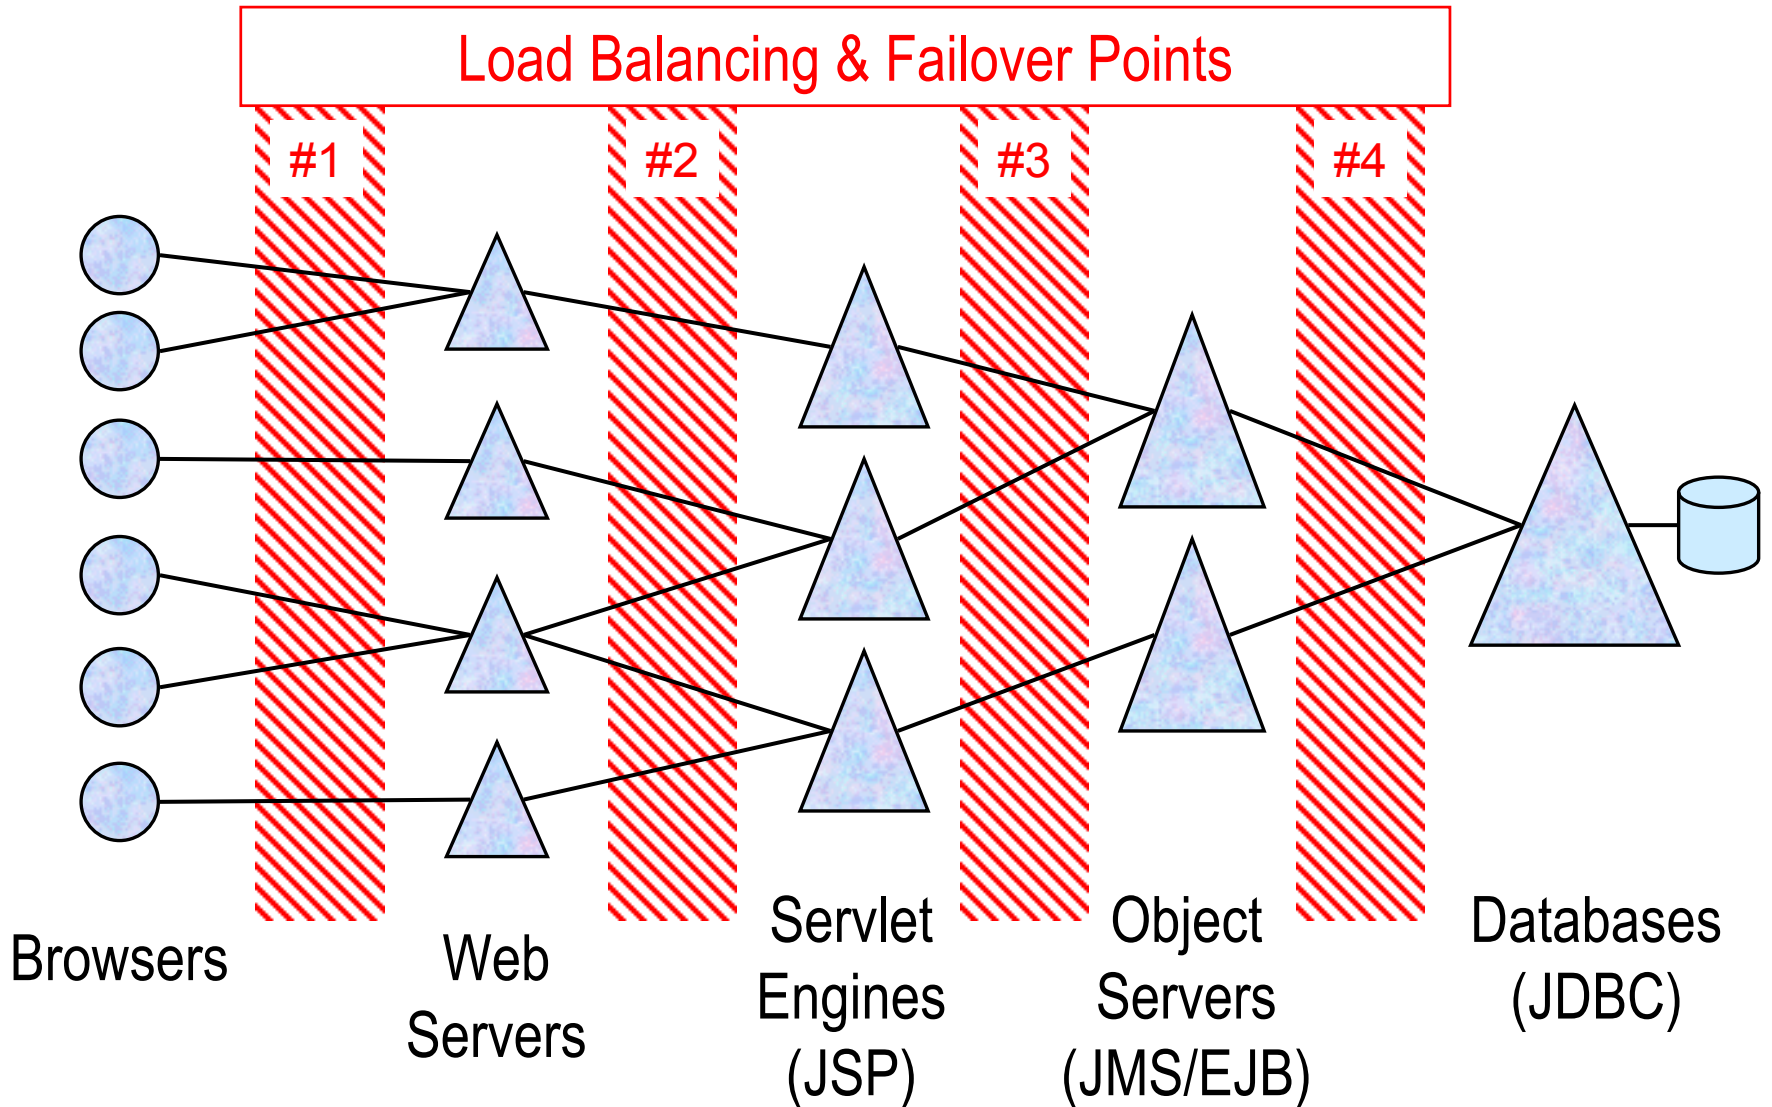 Load Balancing & Failover Points
#1
#2
#3
#4
Browsers
Web
Servers
Servlet
Engines
(JSP)
Object
Servers
(JMS/EJB)
Databases
(JDBC)